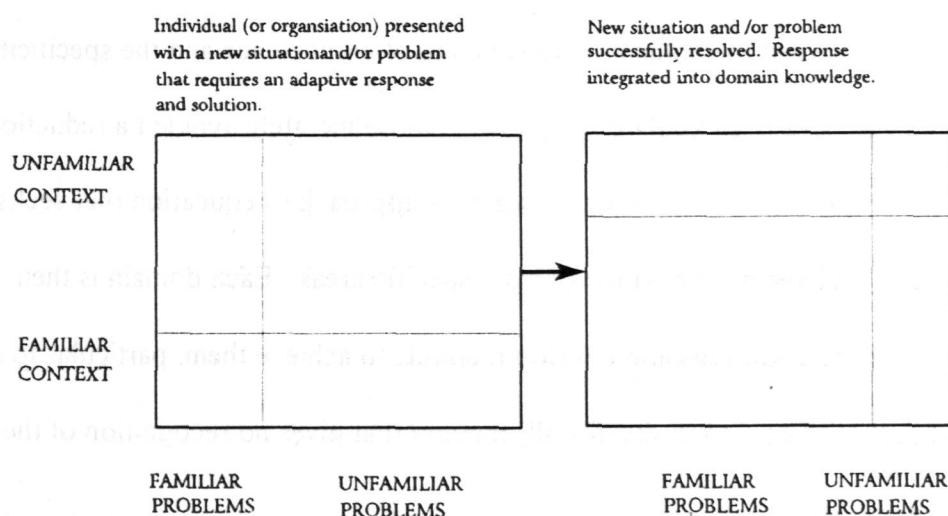 Individual (or organsiation) presented
with a new situationand/or problem
that requires an adaptive response
and solution.
New situation and /or problem
successfully resolved. Response
integrated into domain knowledge.
UNFAMILIAR
CONTEXT
FAMILIAR
CONTEXT
FAMILIAR
PROBLEMS
UNFAMILIAR
PROBLEMS
FAMILIAR
PROBLEMS
UNFAMILIAR
PROBLEMS